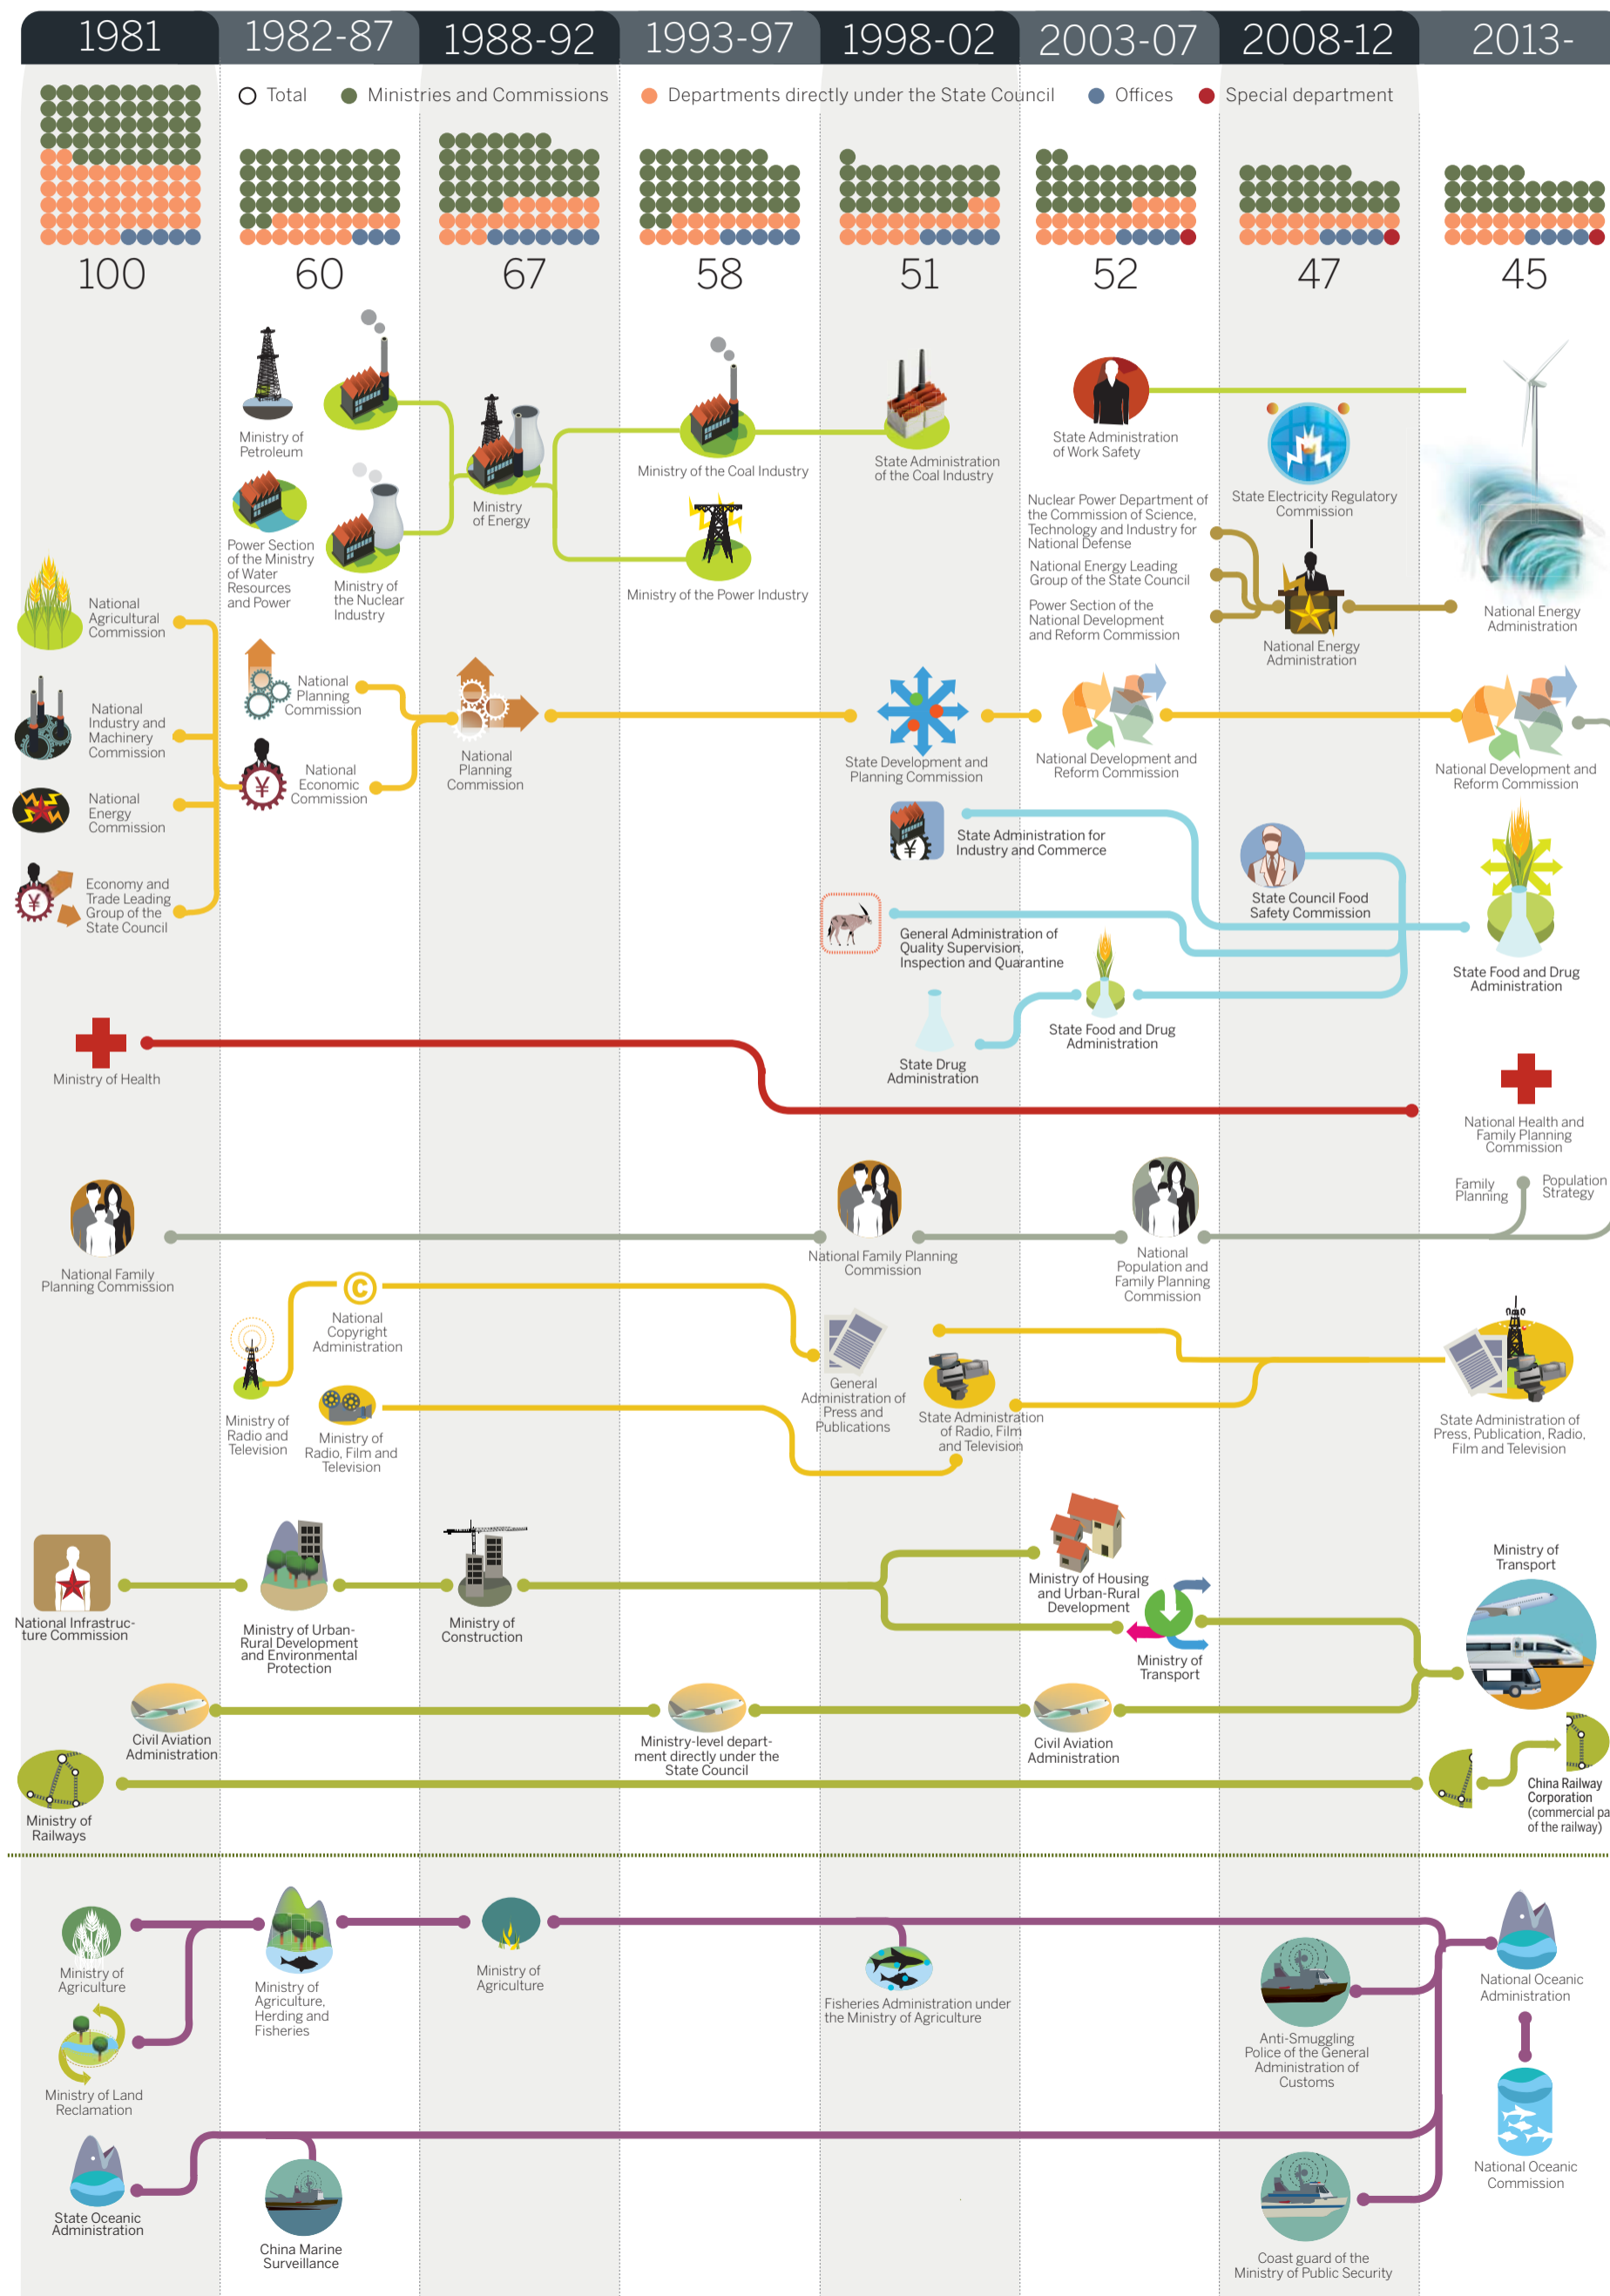 1981
1982-87
1988-92
1993-97
1998-02
2003-07
2008-12
2013-
Total
Ministries and Commissions
Departments directly under the State Council
Offices
Special department
100
60
67
58
51
52
47
45
Ministry of
Petroleum
Power Section
of the Ministry
of Water
Resources
and Power
Ministry of
the Nuclear
Industry
Ministry
of Energy
Ministry of the Coal Industry
Ministry of the Power Industry
State Administration
of the Coal Industry
State Administration
of Work Safety
Nuclear Power Department of
the Commission of Science,
Technology and Industry for
National Defense
National Energy Leading
Group of the State Council
Power Section of the
National Development
and Reform Commission
State Electricity Regulatory
Commission
National Energy
Administration
National Energy
Administration
National
Agricultural
Commission
National
Industry and
Machinery
Commission
National
Energy
Commission
¥
Economy and
Trade Leading
Group of the
State Council
National
Planning
Commission
¥
National
Economic
Commission
National
Planning
Commission
State Development and
Planning Commission
National Development and
Reform Commission
National Development and
Reform Commission
¥
State Administration for
Industry and Commerce
General Administration of
Quality Supervision,
Inspection and Quarantine
State Drug
Administration
State Food and Drug
Administration
State Council Food
Safety Commission
State Food and Drug
Administration
Ministry of Health
National Health and
Family Planning
Commission
Family
Planning
Population
Strategy
National Family
Planning Commission
National Family Planning
Commission
National
Population and
Family Planning
Commission
Ministry of
Radio and
Television
C
National
Copyright
Administration
Ministry of
Radio, Film and
Television
General
Administration of
Press and
Publications
State Administration
of Radio, Film
and Television
State Administration of
Press, Publication, Radio,
Film and Television
National Infrastruc-
ture Commission
Ministry of Urban-
Rural Development
and Environmental
Protection
Ministry of
Construction
Ministry of Housing
and Urban-Rural
Development
Ministry of
Transport
Ministry of
Transport
Civil Aviation
Administration
Ministry-level depart-
ment directly under the
State Council
Civil Aviation
Administration
Ministry of
Railways
China Railway
Corporation
(commercial pa
of the railway)
Ministry of
Agriculture
Ministry of Land
Reclamation
Ministry of
Agriculture,
Herding and
Fisheries
Ministry of
Agriculture
Fisheries Administration under
the Ministry of Agriculture
Anti-Smuggling
Police of the General
Administration of
Customs
National Oceanic
Administration
National Oceanic
Commission
State Oceanic
Administration
China Marine
Surveillance
Coast guard of the
Ministry of Public Security